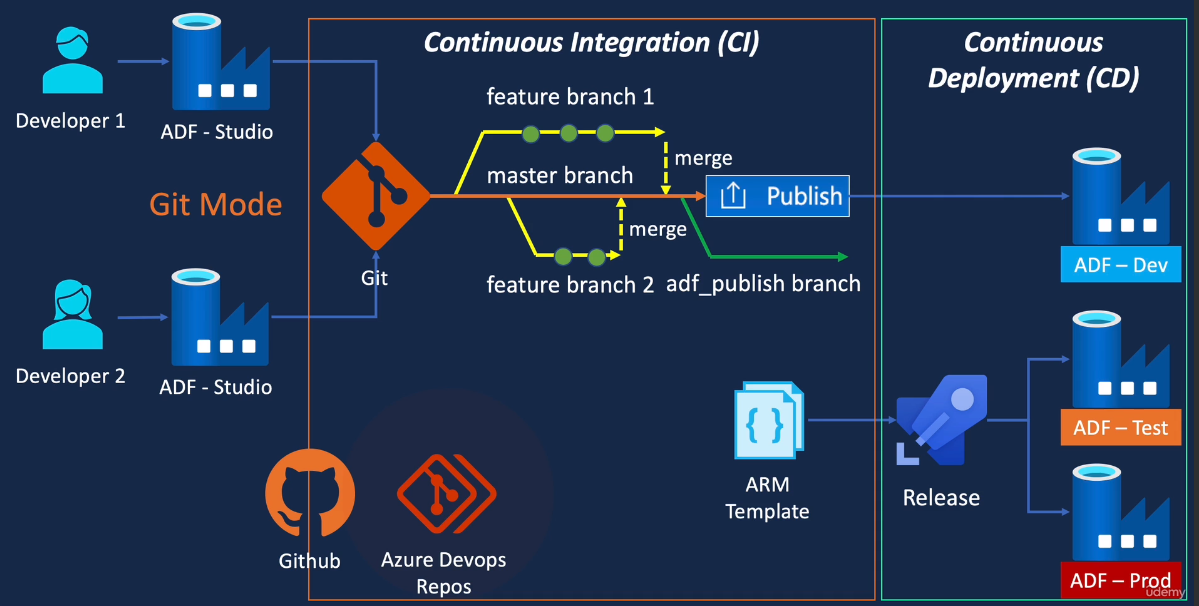 Continuous Integration (CI)
Continuous
Deployment (CD)
Developer 1
ADF - Studio
feature branch 1
merge
master branch
Publish
Git Mode
merge
Git
feature branch 2
adf_publish branch
ADF – Dev
Developer 2
ADF - Studio
ADF – Test
{ }
ARM
Template
Release
Github
Azure Devops
Repos
ADF – Prod
udemy